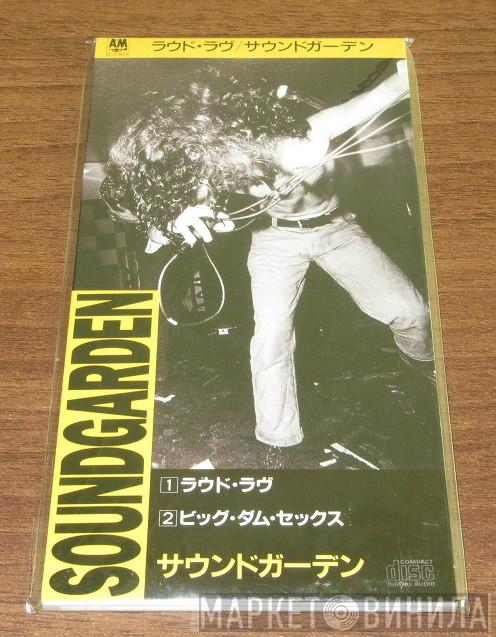 AM
RECORDS
ラウド・ラヴ/サウンドガーデン
SOUNDGARDEN
1 ラウド・ラヴ
2 ビッグ・ダム・セックス
サウンドガーデン
COMPACT
disc
DIGITAL AUDIO
МАРКЕТ ВИНИЛА